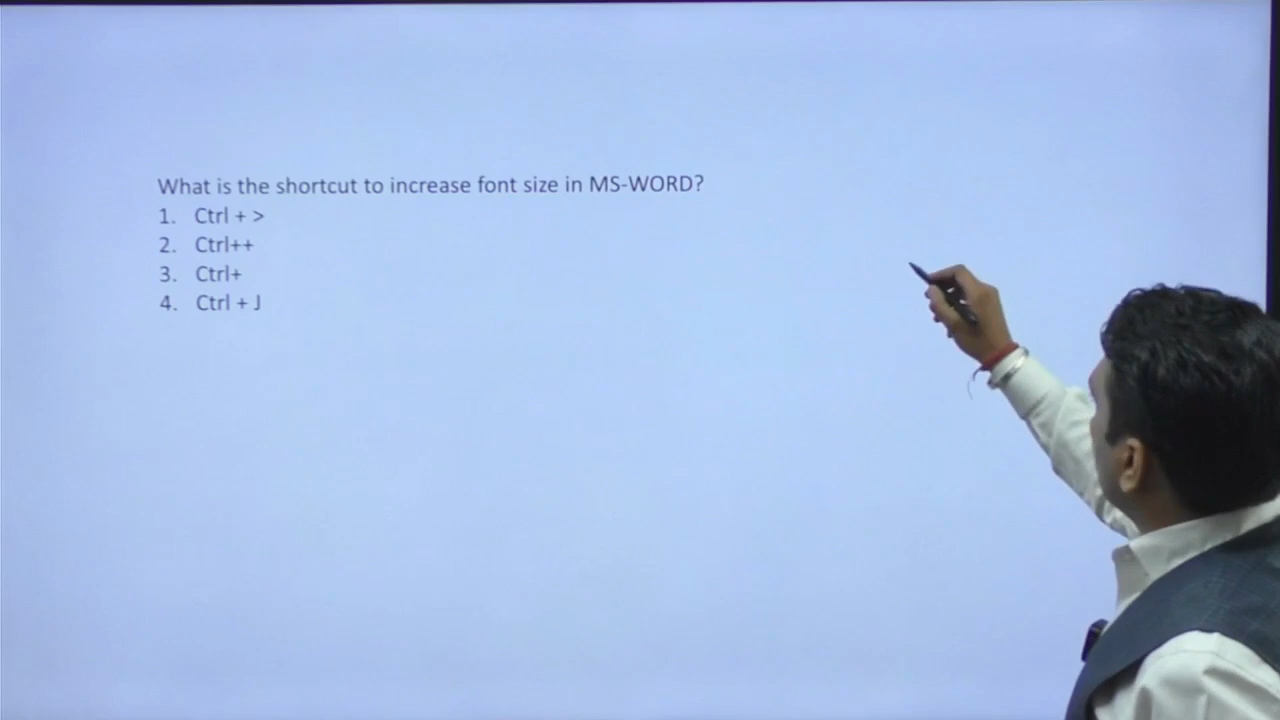 What is the shortcut to increase font size in MS-WORD?
1. Ctrl + >
2. Ctrl++
3. Ctrl+
4. Ctrl + J